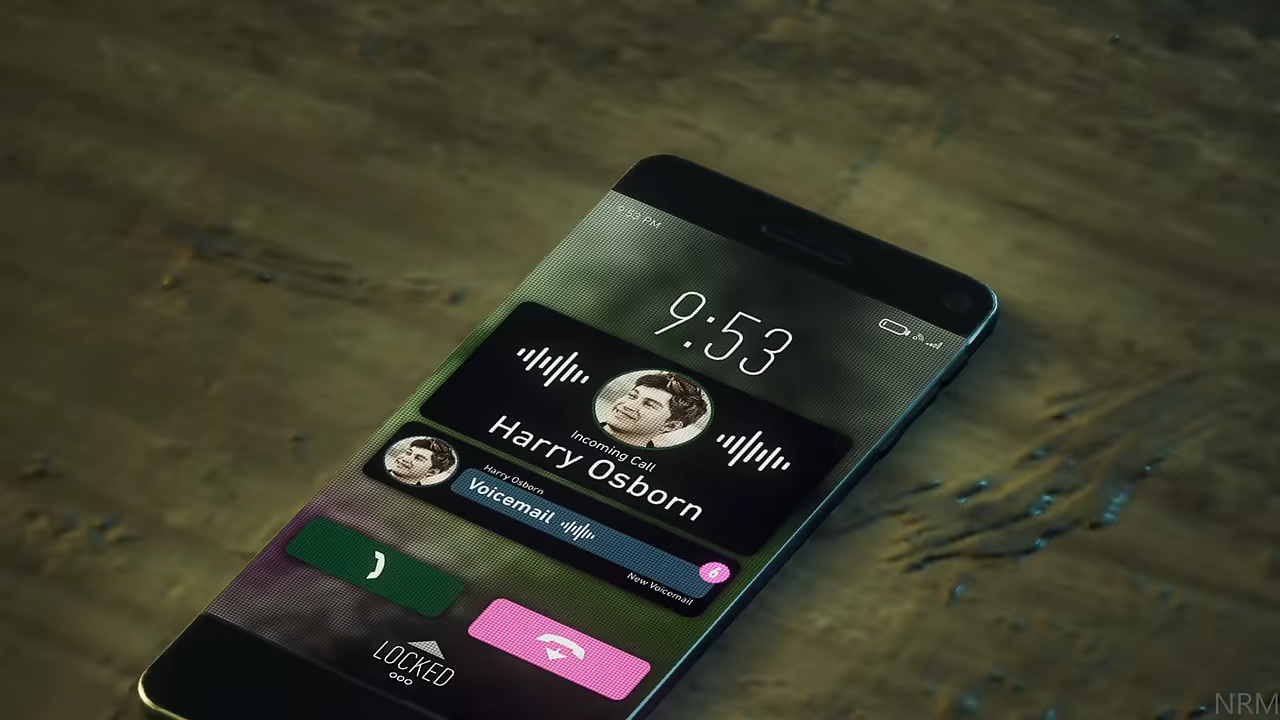 9:53 PM
9:53
Incoming Call
Harry Osborn
Harry Osborn
Voicemail
6
New Voicemail
LOCKED
NRM